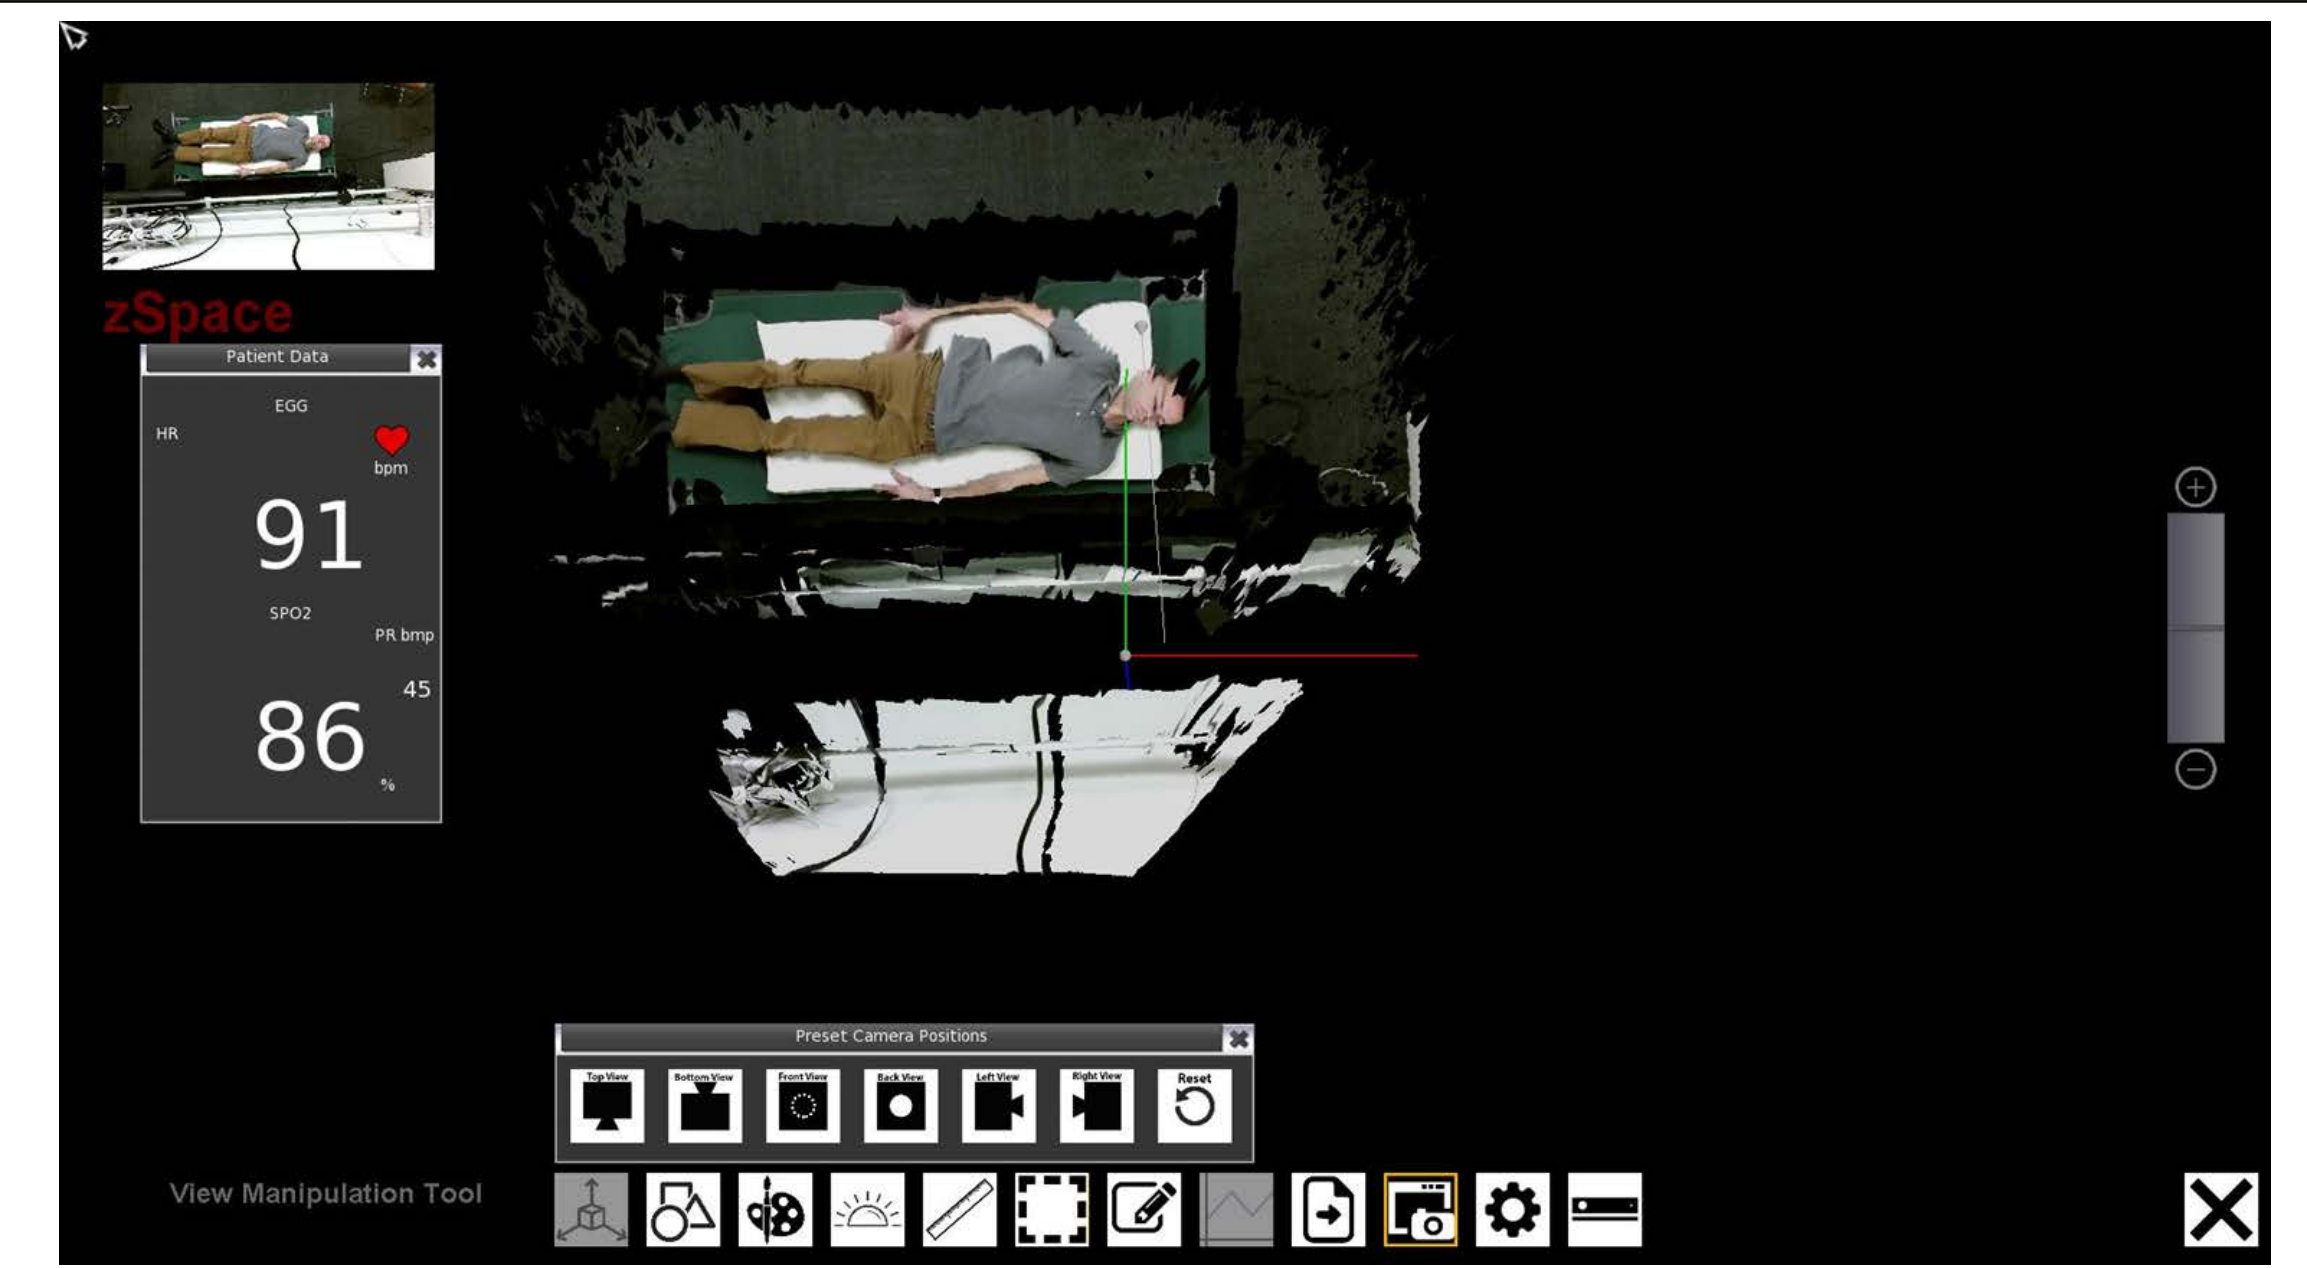 zSpace
Patient Data
EGG
HR
bpm
91
SPO2
PR bmp
45
86
%
Preset Camera Positions
Top View
Bottom View
Front View
Back View
Left View
Right View
Reset
View Manipulation Tool